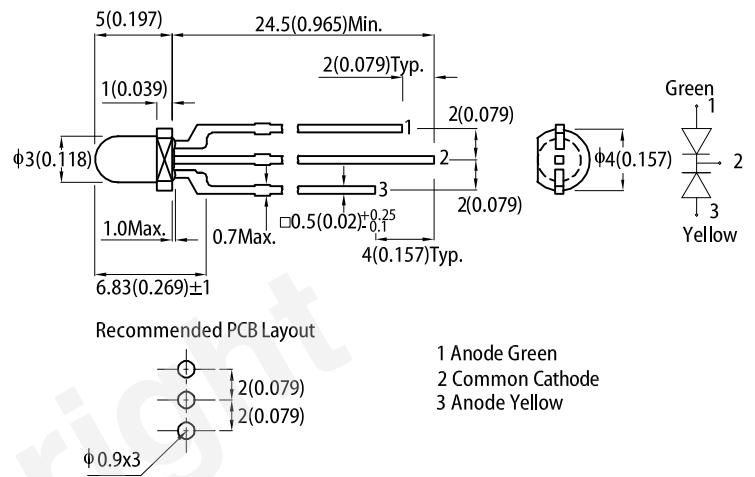 5(0.197)
24.5(0.965)Min.
2(0.079)Typ.
1(0.039)
2(0.079)
Green
1
1
ϕ3(0.118)
2
ϕ4(0.157)
2
3
2(0.079)
3
1.0Max.
0.7Max.
□0.5(0.02)+0.25 -0.1
Yellow
4(0.157)Typ.
6.83(0.269)±1
Recommended PCB Layout
1 Anode Green
2 Common Cathode
3 Anode Yellow
2(0.079)
2(0.079)
ϕ0.9x3
right